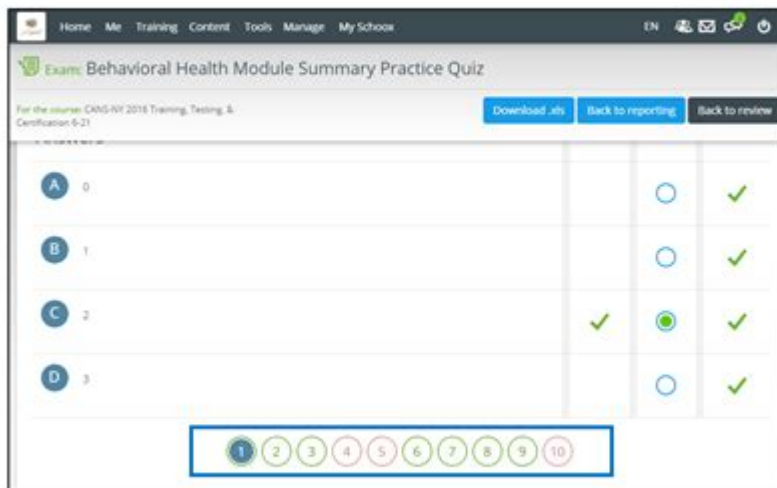 Home Me Training Content Tools Manage My Schoox EN
Exam: Behavioral Health Module Summary Practice Quiz
For the course: CANS-NY 2016 Training, Testing, &
Certification 6-21
Download .xls Back to reporting Back to review
Answers
A 0
B 1
C 2
D 3
1 2 3 4 5 6 7 8 9 10